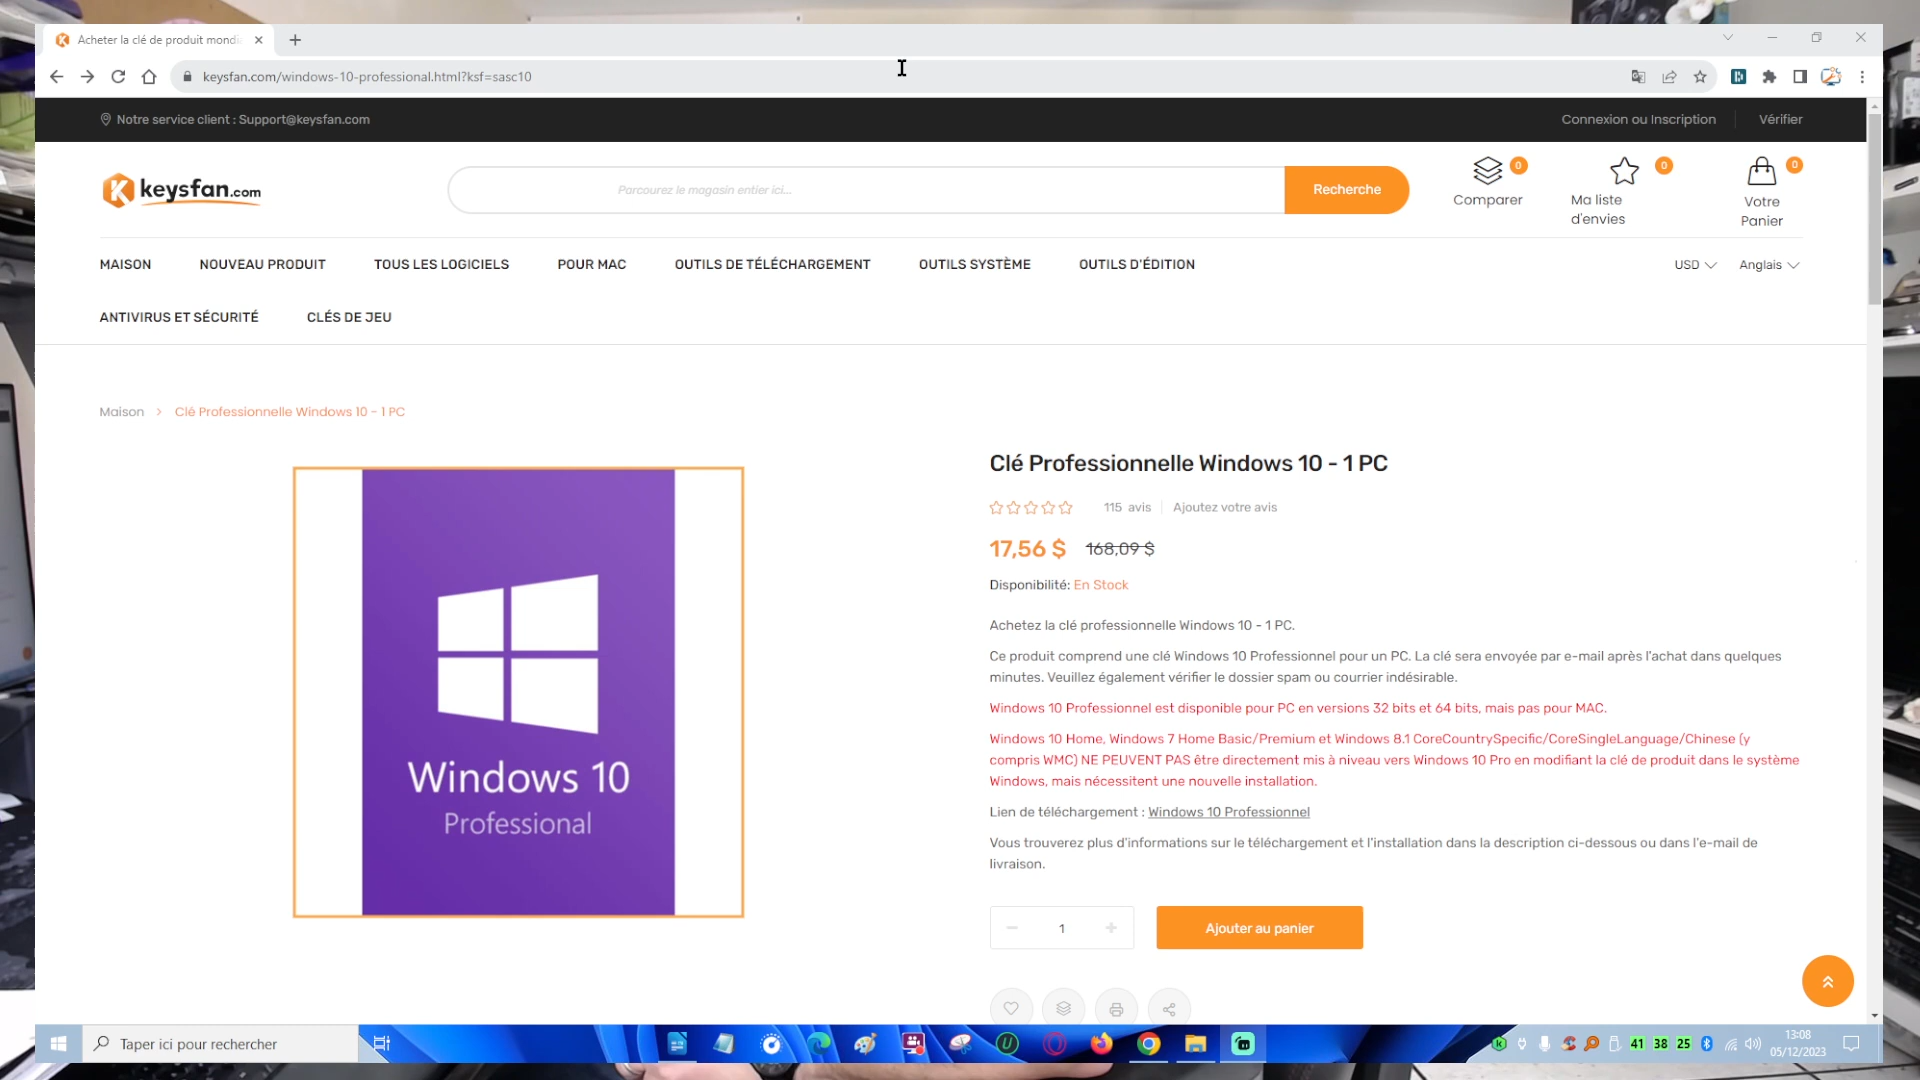 Acheter la clé de produit mondi
keysfan.com/windows-10-professional.html?ksf=sasc10
Notre service client : Support@keysfan.com
Connexion ou Inscription
Vérifier
keysfan.com
Parcourez le magasin entier ici...
Recherche
0
Comparer
0
Ma liste
d'envies
0
Votre
Panier
MAISON
NOUVEAU PRODUIT
TOUS LES LOGICIELS
POUR MAC
OUTILS DE TÉLÉCHARGEMENT
OUTILS SYSTÈME
OUTILS D'ÉDITION
USD
Anglais
ANTIVIRUS ET SÉCURITÉ
CLÉS DE JEU
Maison > Clé Professionnelle Windows 10 - 1 PC
Windows 10
Professional
Clé Professionnelle Windows 10 - 1 PC
115 avis
Ajoutez votre avis
17,56 $ 168,09 $
Disponibilité: En Stock
Achetez la clé professionnelle Windows 10 - 1 PC.
Ce produit comprend une clé Windows 10 Professionnel pour un PC. La clé sera envoyée par e-mail après l'achat dans quelques
minutes. Veuillez également vérifier le dossier spam ou courrier indésirable.
Windows 10 Professionnel est disponible pour PC en versions 32 bits et 64 bits, mais pas pour MAC.
Windows 10 Home, Windows 7 Home Basic/Premium et Windows 8.1 CoreCountrySpecific/CoreSingleLanguage/Chinese (y
compris WMC) NE PEUVENT PAS être directement mis à niveau vers Windows 10 Pro en modifiant la clé de produit dans le système
Windows, mais nécessitent une nouvelle installation.
Lien de téléchargement : Windows 10 Professionnel
Vous trouverez plus d'informations sur le téléchargement et l'installation dans la description ci-dessous ou dans l'e-mail de
livraison.
− 1 +
Ajouter au panier
Taper ici pour rechercher
41 38 25
13:08
05/12/2023